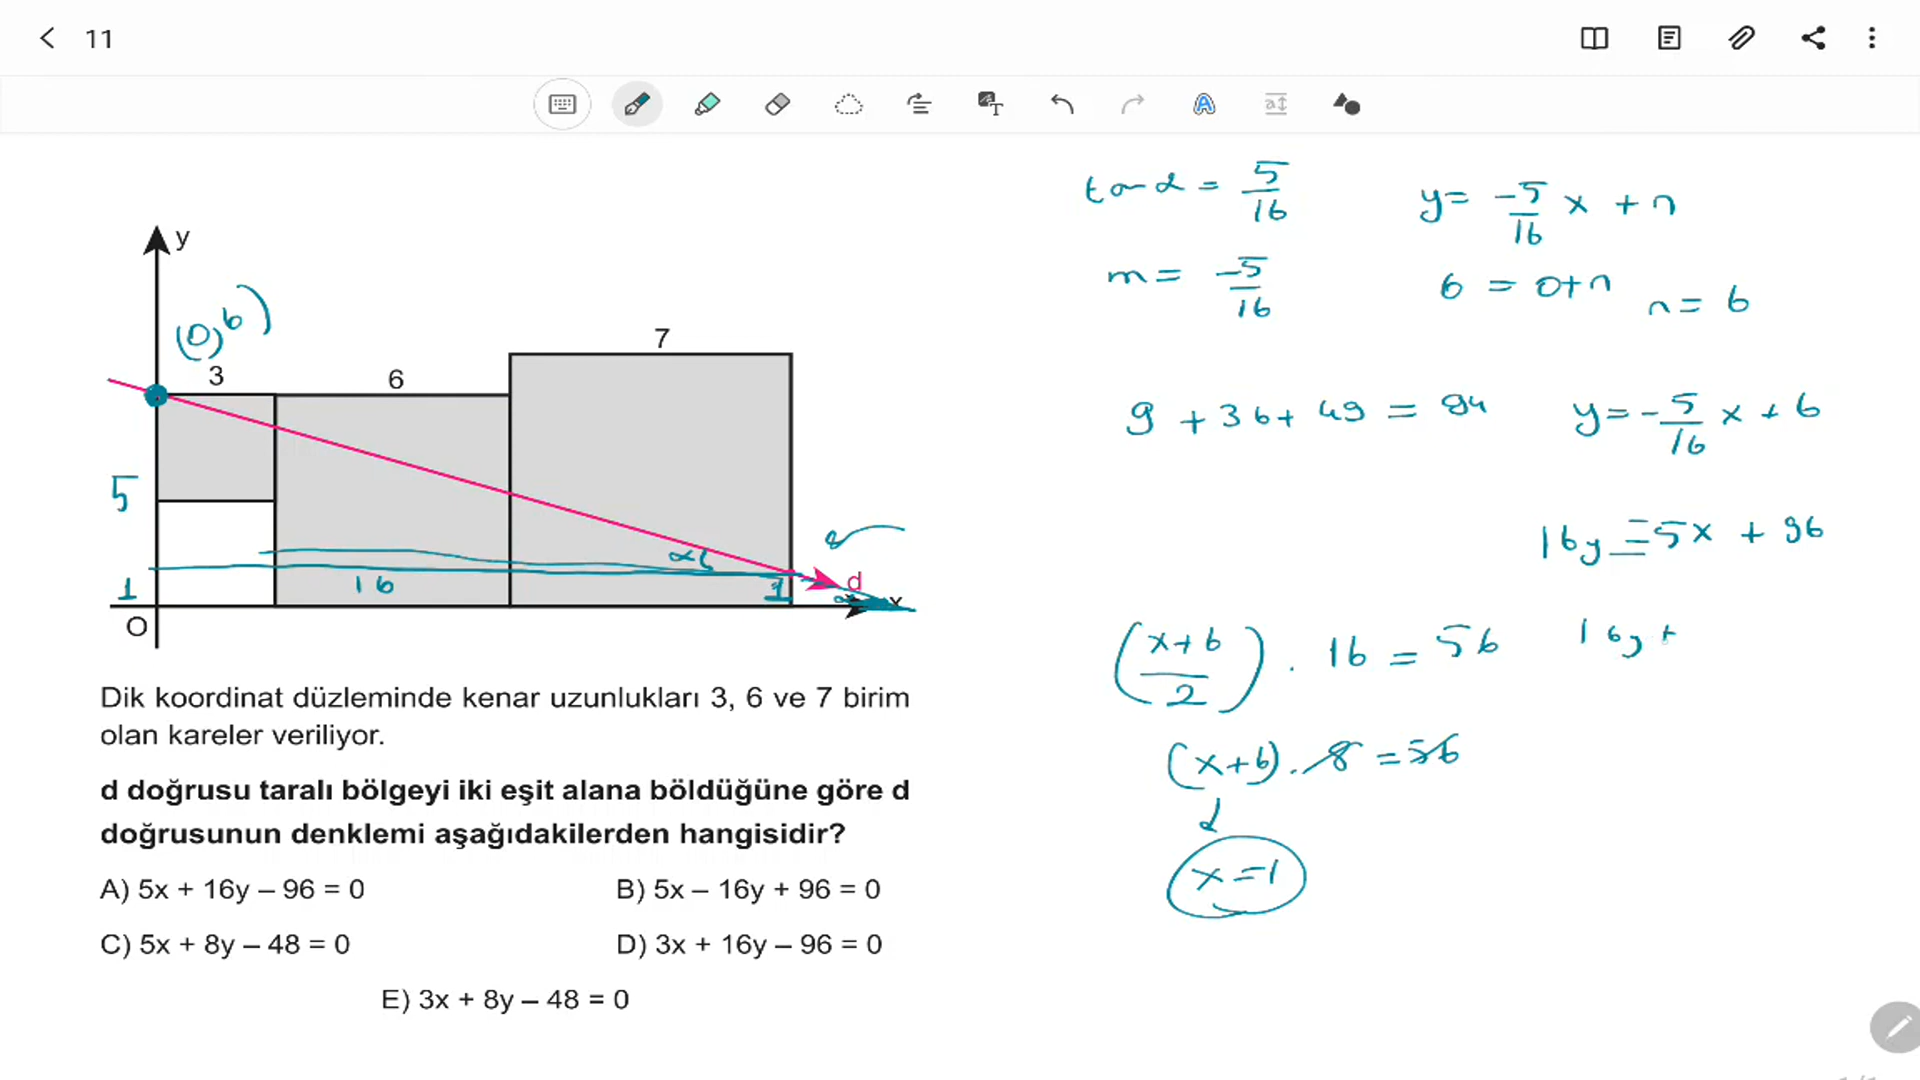 11
tan α = 5/16
y = -5/16 x + n
m = -5/16
6 = 0+n
n = 6
y
(0,6)
3
6
7
9 + 36 + 49 = 94
y = -5/16 x + 6
5
16y = -5x + 96
α
d
1
16
1
x
O
(x+6/2) . 16 = 56
16y +
Dik koordinat düzleminde kenar uzunlukları 3, 6 ve 7 birim
olan kareler veriliyor.
(x+6) . 8 = 56
d doğrusu taralı bölgeyi iki eşit alana böldüğüne göre d
doğrusunun denklemi aşağıdakilerden hangisidir?
x = 1
A) 5x + 16y – 96 = 0
B) 5x – 16y + 96 = 0
C) 5x + 8y – 48 = 0
D) 3x + 16y – 96 = 0
E) 3x + 8y – 48 = 0